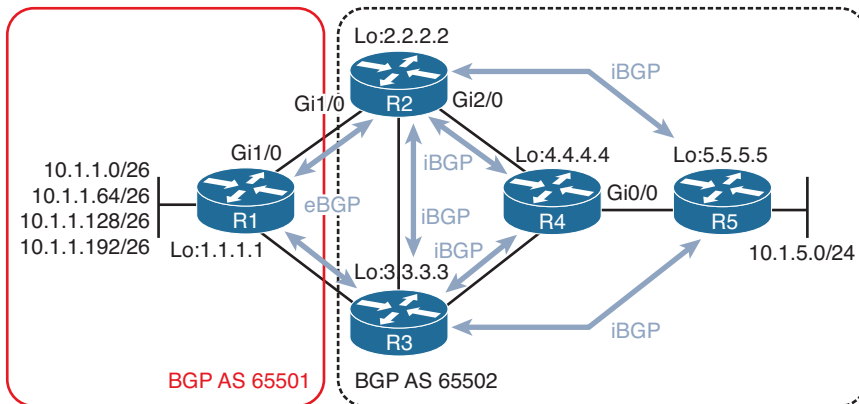 Lo:2.2.2.2
iBGP
Gi1/0
R2
Gi2/0
Gi1/0
iBGP
Lo:4.4.4.4
Lo:5.5.5.5
10.1.1.0/26
10.1.1.64/26
10.1.1.128/26
10.1.1.192/26
R1
eBGP
iBGP
R4
Gi0/0
R5
Lo:1.1.1.1
iBGP
10.1.5.0/24
Lo:3.3.3.3
R3
iBGP
BGP AS 65501
BGP AS 65502